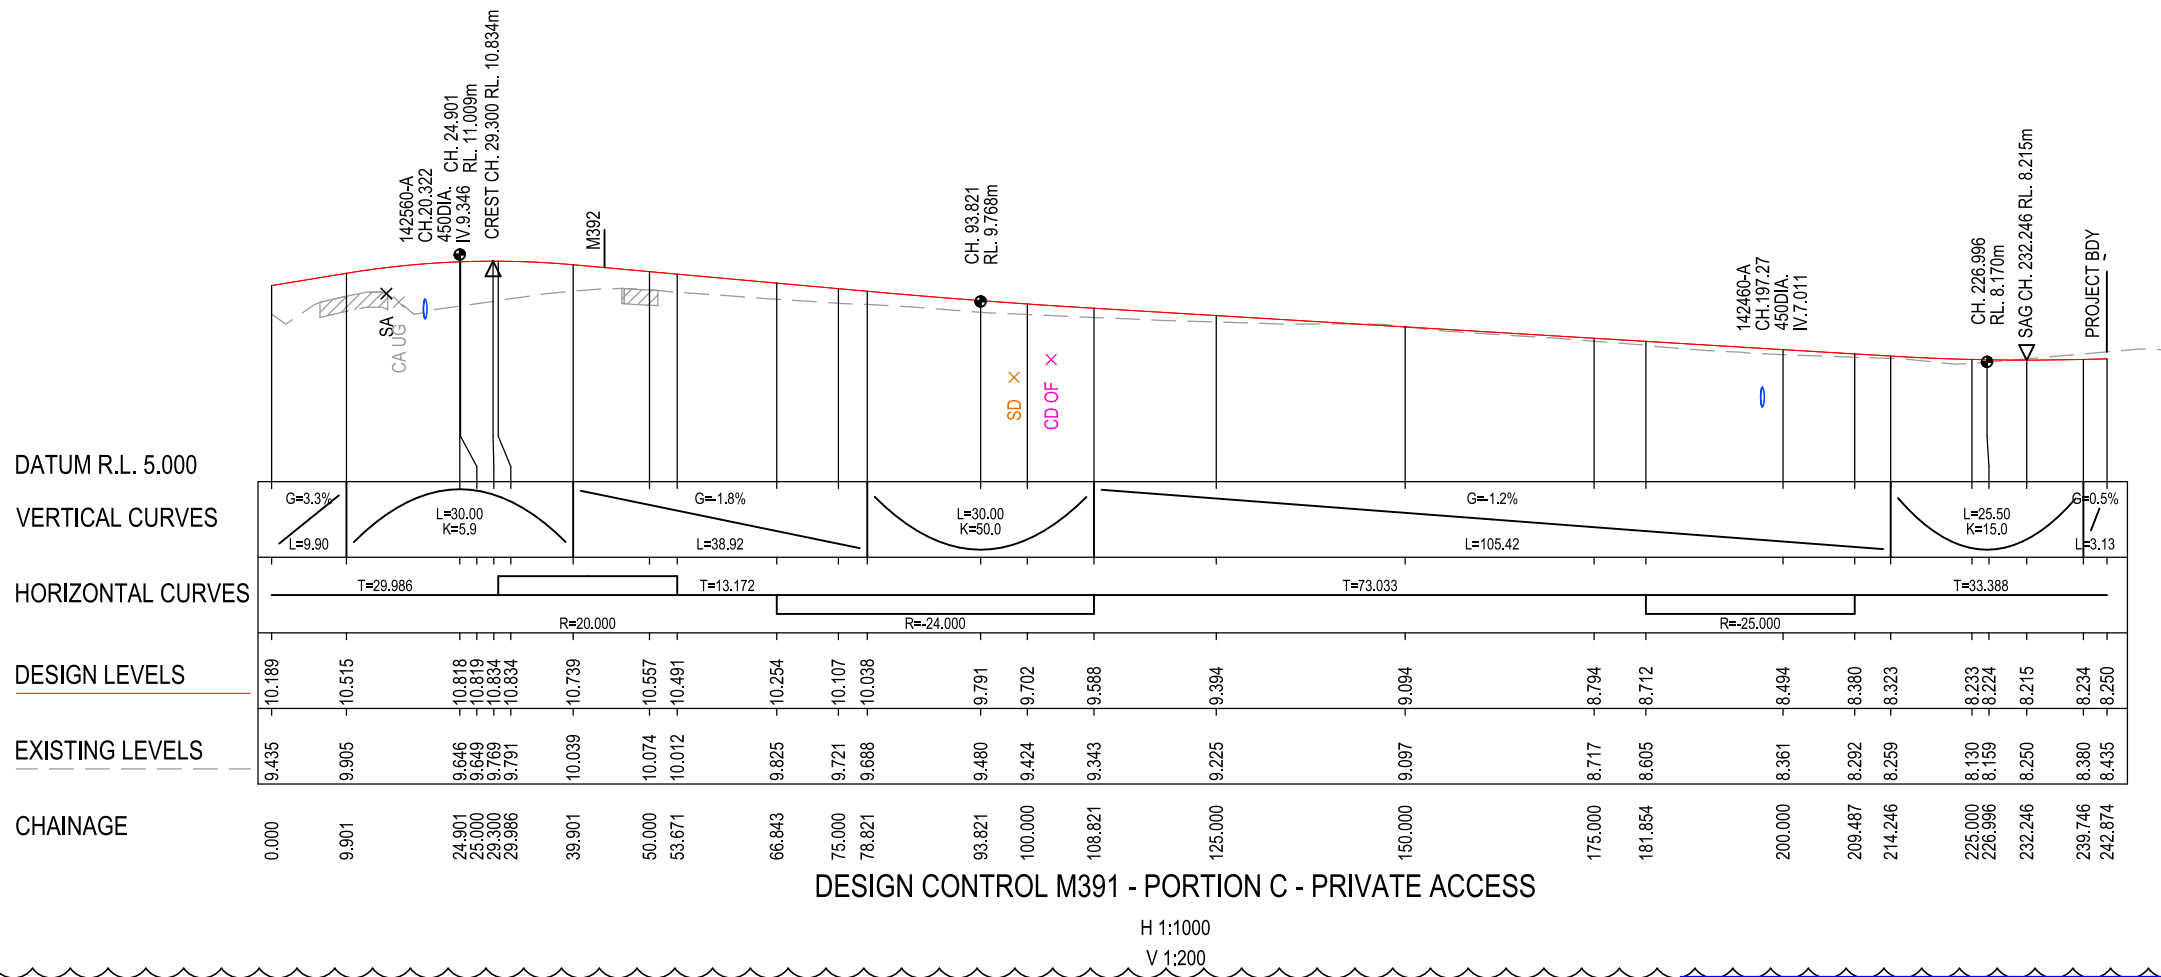 142560-A
CH.20.322
450DIA.
IV.9.346
CH. 24.901
RL. 11.009m
CREST CH. 29.300 RL. 10.834m
M392
CH. 93.821
RL. 9.768m
142460-A
CH.197.27
450DIA.
IV.7.011
CH. 226.996
RL. 8.170m
SAG CH. 232.246 RL. 8.215m
PROJECT BDY
SA
CA UG
SD
CD OF
DATUM R.L. 5.000
VERTICAL CURVES
G=3.3%
L=9.90
L=30.00
K=5.9
G=-1.8%
L=38.92
L=30.00
K=50.0
G=-1.2%
L=105.42
L=25.50
K=15.0
G=0.5%
L=3.13
HORIZONTAL CURVES
T=29.986
R=20.000
T=13.172
R=-24.000
T=73.033
R=-25.000
T=33.388
DESIGN LEVELS
10.189
10.515
10.818
10.819
10.834
10.834
10.739
10.557
10.491
10.254
10.107
10.038
9.791
9.702
9.588
9.394
9.094
8.794
8.712
8.494
8.380
8.323
8.233
8.224
8.215
8.234
8.250
EXISTING LEVELS
9.435
9.905
9.646
9.649
9.769
9.791
10.039
10.074
10.012
9.825
9.721
9.688
9.480
9.424
9.343
9.225
9.097
8.717
8.605
8.361
8.292
8.259
8.130
8.159
8.250
8.380
8.435
CHAINAGE
0.000
9.901
24.901
25.000
29.300
29.986
39.901
50.000
53.671
66.843
75.000
78.821
93.821
100.000
108.821
125.000
150.000
175.000
181.854
200.000
209.487
214.246
225.000
226.996
232.246
239.746
242.874
DESIGN CONTROL M391 - PORTION C - PRIVATE ACCESS
H 1:1000
V 1:200